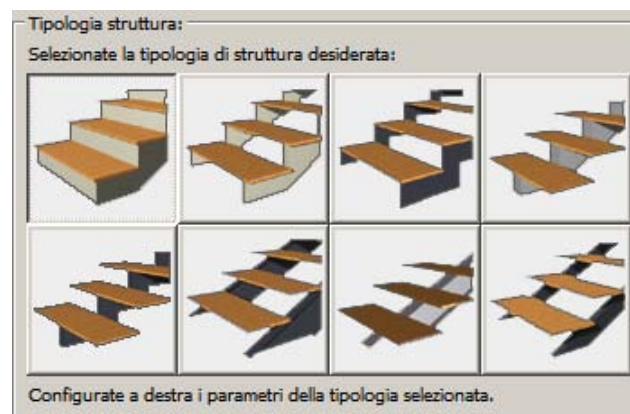 Tipologia struttura:
Selezionate la tipologia di struttura desiderata:
Configurate a destra i parametri della tipologia selezionata.